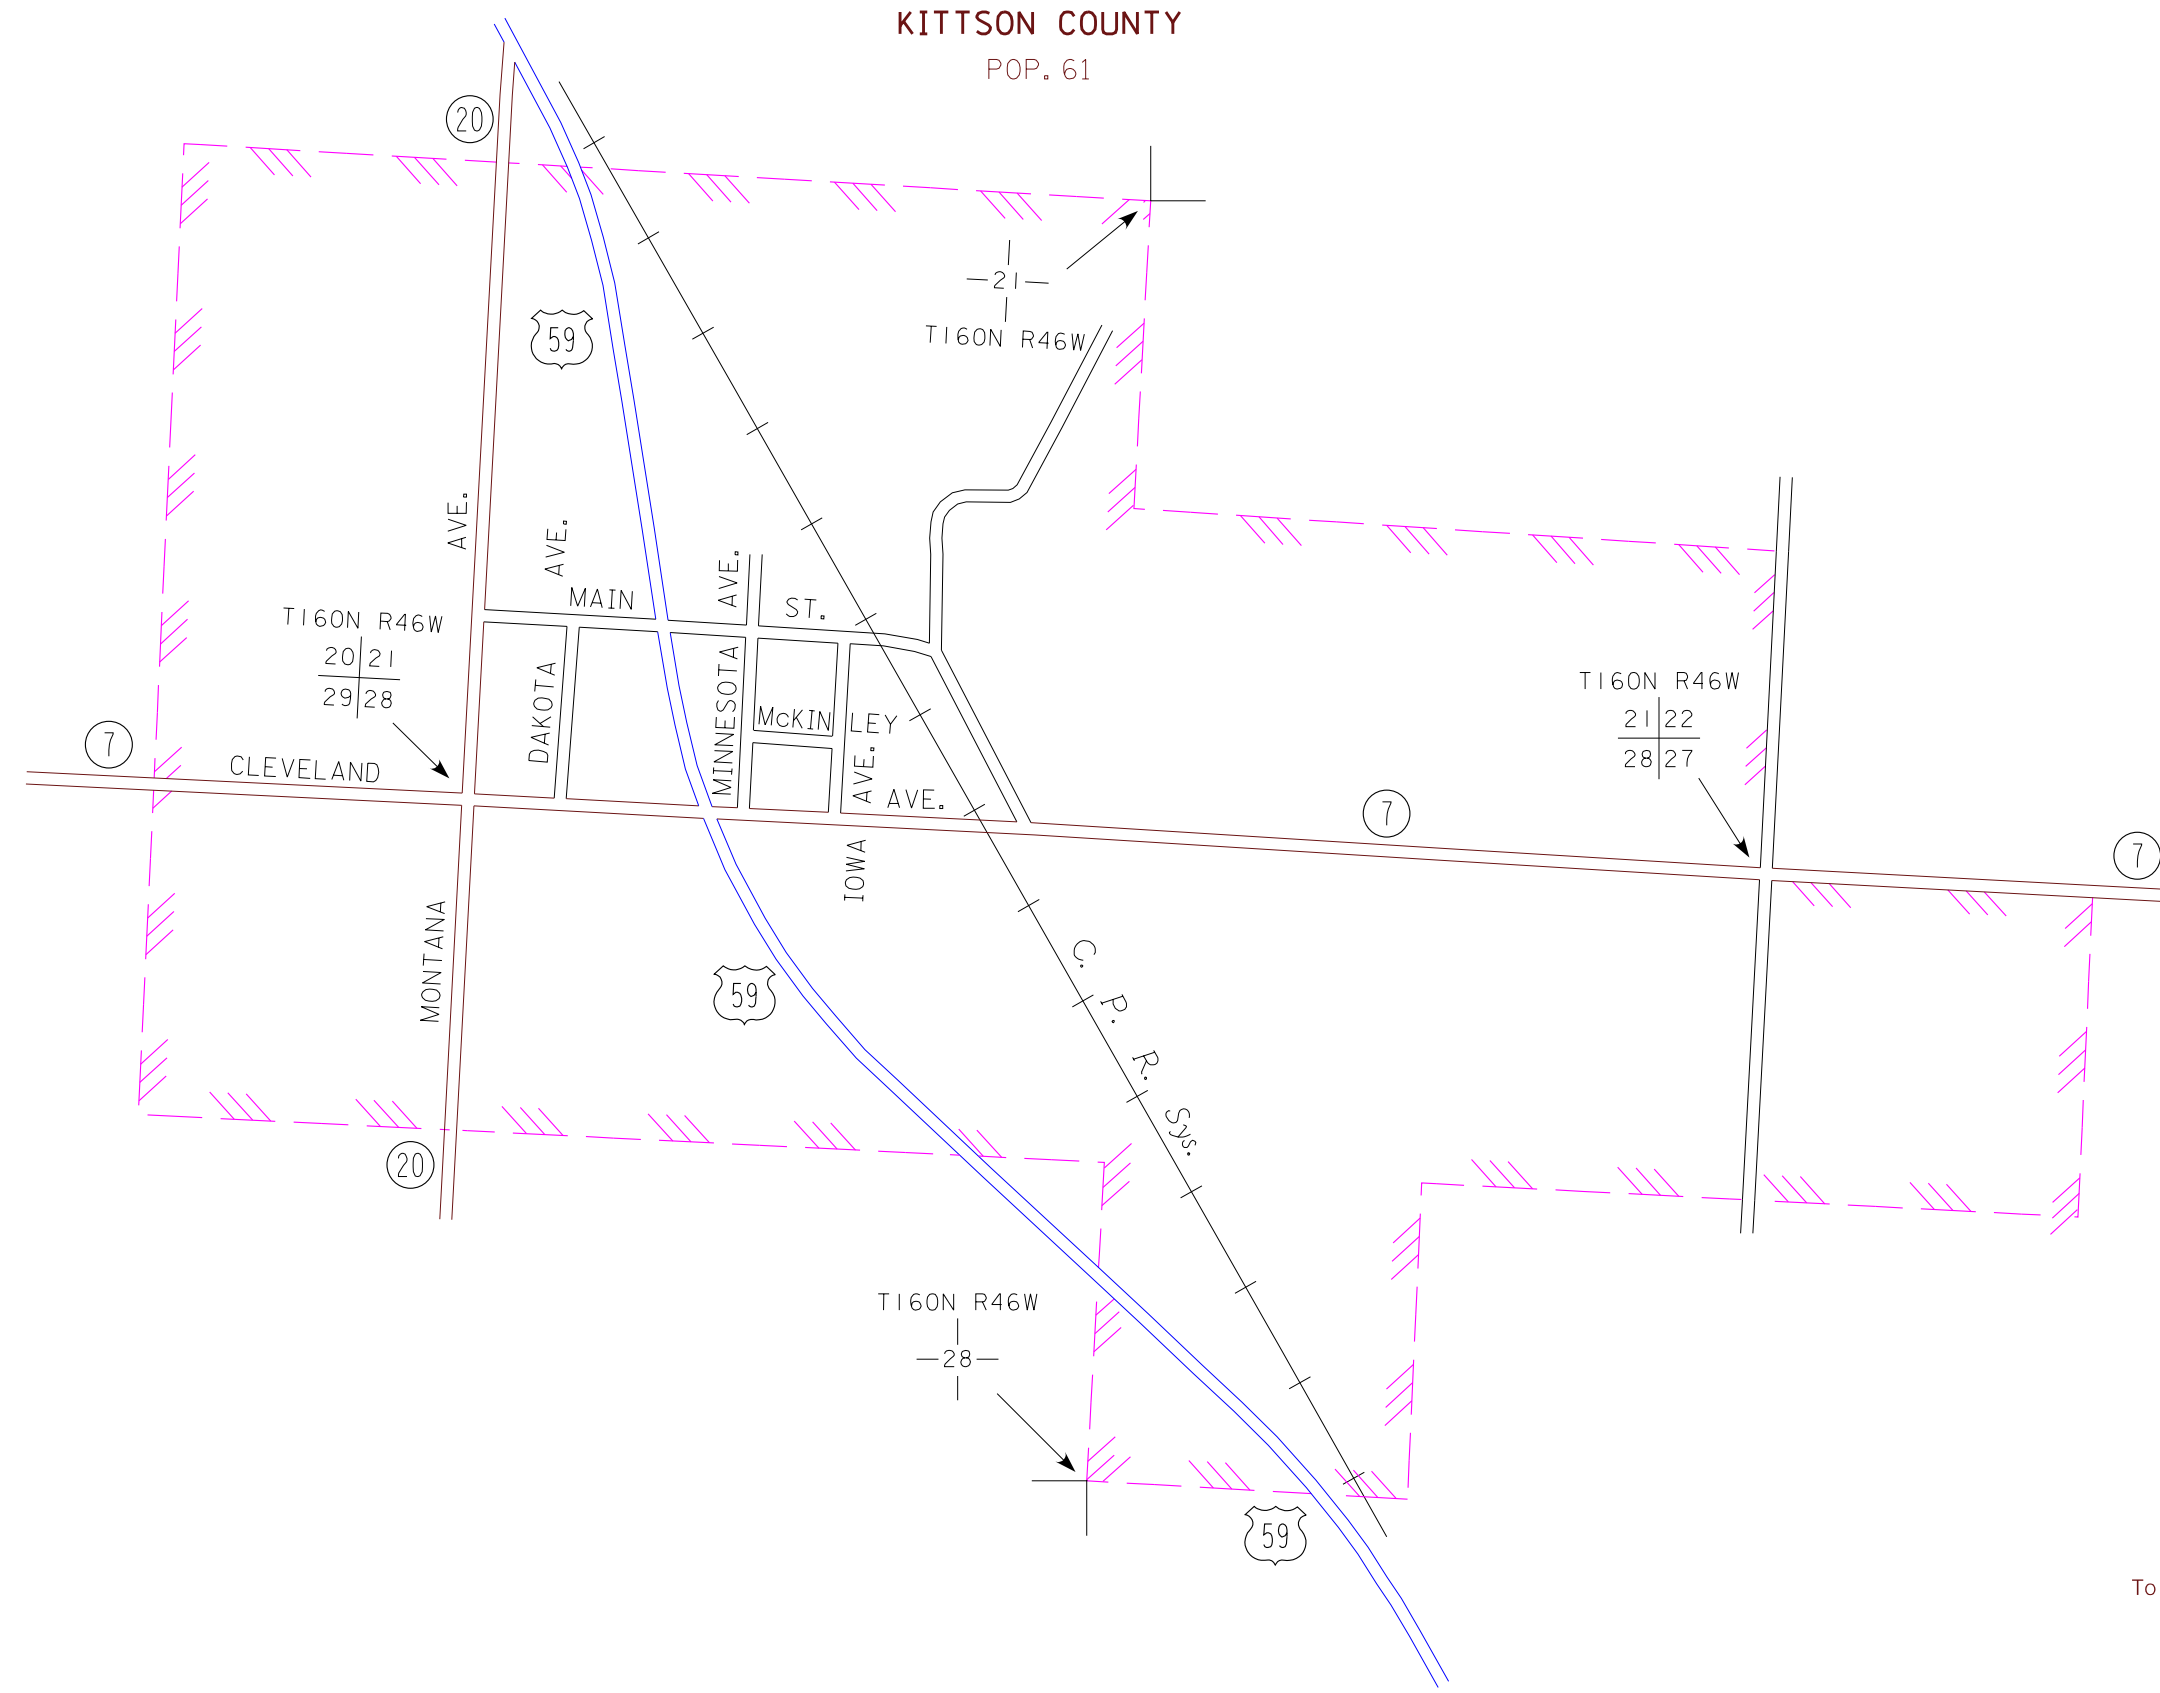 KITTSON COUNTY
POP. 61
20
59
21
T160N R46W
AVE.
AVE.
AVE.
MAIN ST.
T160N R46W
20 21
29 28
T160N R46W
21 22
28 27
DAKOTA
MINNESOTA
McKINLEY
AVE.
7
CLEVELAND AVE.
7
7
IOWA
MONTANA
59
C. P. R. Sys.
20
T160N R46W
28
59
To